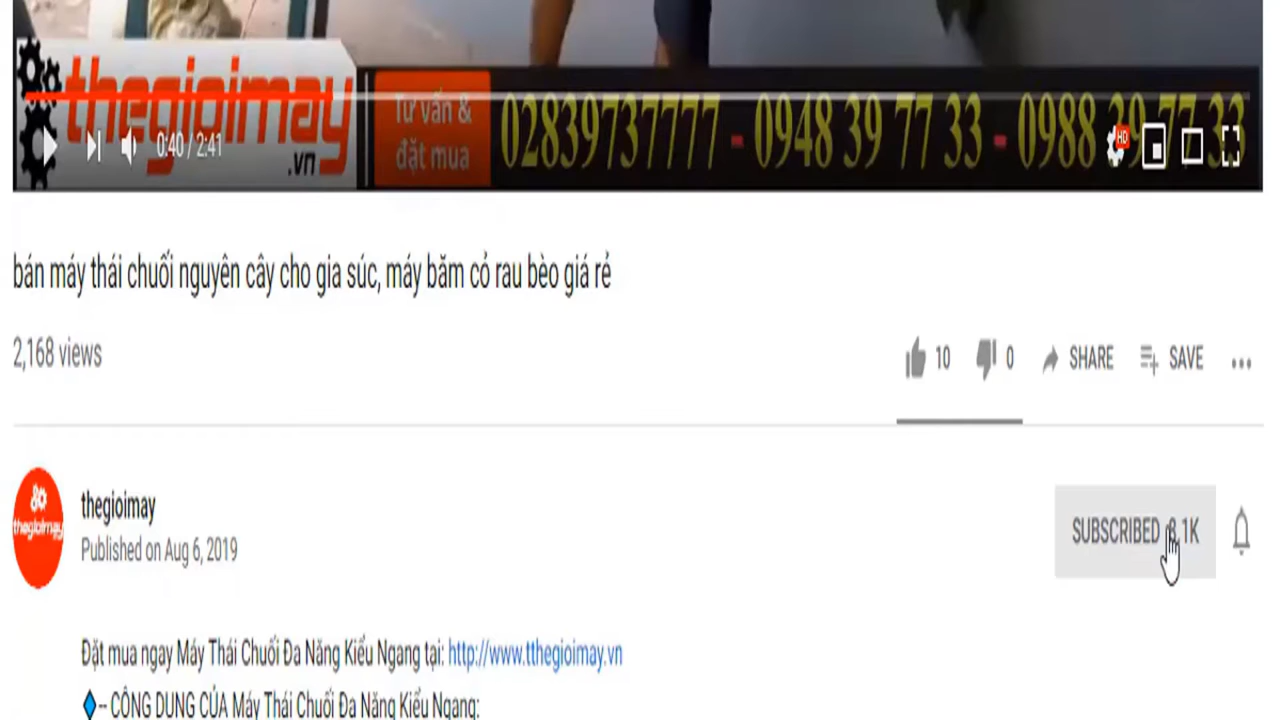 thegioimay
.vn
Tư vấn &
đặt mua
02839737777 - 0948 39 77 33 - 0988 39 77 33
0:40 / 2:41
HD
bán máy thái chuối nguyên cây cho gia súc, máy băm cỏ rau bèo giá rẻ
2,168 views
10
0
SHARE
SAVE
thegioimay
thegioimay
Published on Aug 6, 2019
SUBSCRIBED
Đặt mua ngay Máy Thái Chuối Đa Năng Kiểu Ngang tại: http://www.tthegioimay.vn
-- CÔNG DỤNG CỦA Máy Thái Chuối Đa Năng Kiểu Ngang: